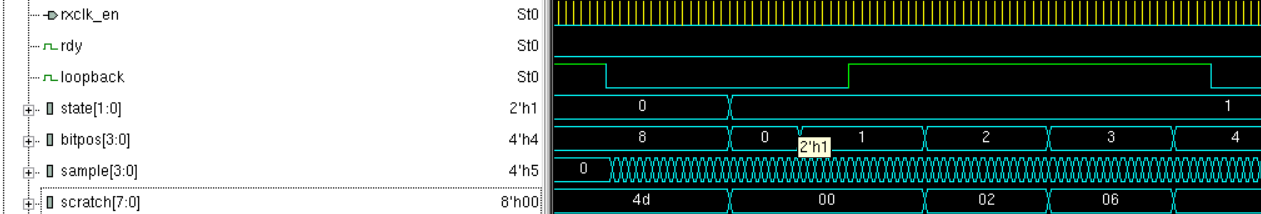 rxclk_en St0
rdy St0
loopback St0
state[1:0] 2'h1 0 1
bitpos[3:0] 4'h4 8 0 1 2 3 4
2'h1
sample[3:0] 4'h5 0
scratch[7:0] 8'h00 4d 00 02 06